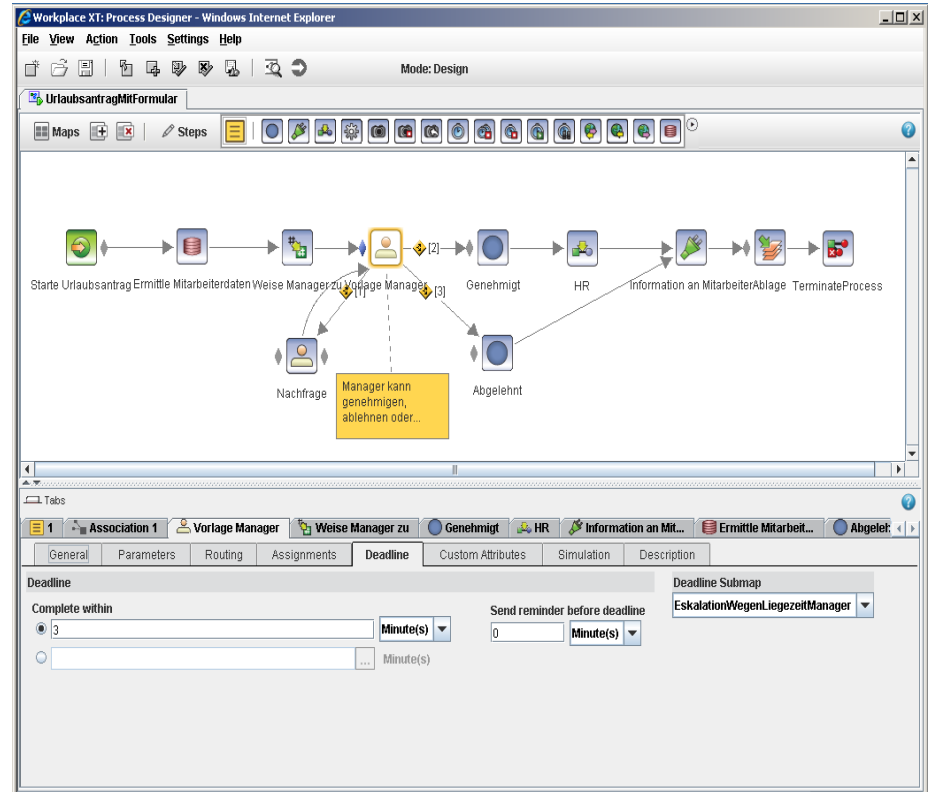 Workplace XT: Process Designer - Windows Internet Explorer
File View Action Tools Settings Help
Mode: Design
UrlaubsantragMitFormular
Maps Steps
[2]
Starte Urlaubsantrag Ermittle Mitarbeiterdaten Weise Manager zu Vorlage Manager Genehmigt HR Information an Mitarbeiter Ablage TerminateProcess
[1] [3]
Nachfrage
Abgelehnt
Manager kann
genehmigen,
ablehnen oder...
Tabs
1 Association 1 Vorlage Manager Weise Manager zu Genehmigt HR Information an Mit... Ermittle Mitarbeit... Abgeleh
General Parameters Routing Assignments Deadline Custom Attributes Simulation Description
Deadline Deadline Submap
Complete within Send reminder before deadline EskalationWegenLiegezeitManager
3 Minute(s) 0 Minute(s)
... Minute(s)